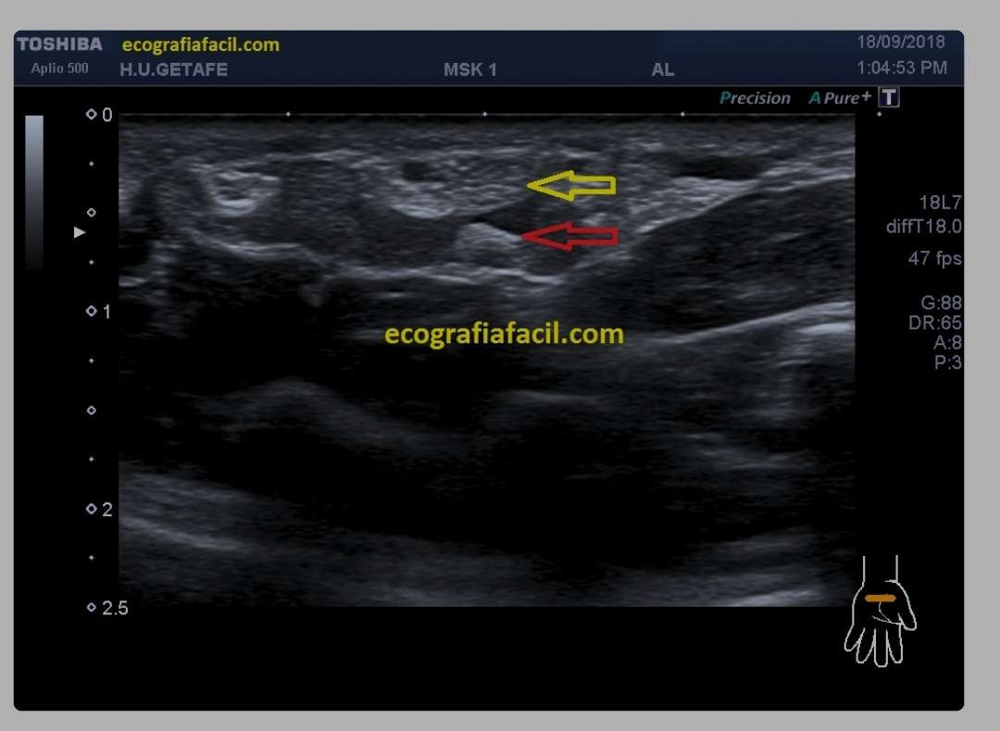 TOSHIBA ecografiafacil.com 18/09/2018
Aplio 500 H.U.GETAFE MSK 1 AL 1:04:53 PM
Precision A Pure+ T
0
18L7
diffT18.0
47 fps
G:88
1
DR:65
ecografiafacil.com
A:8
P:3
2
2.5